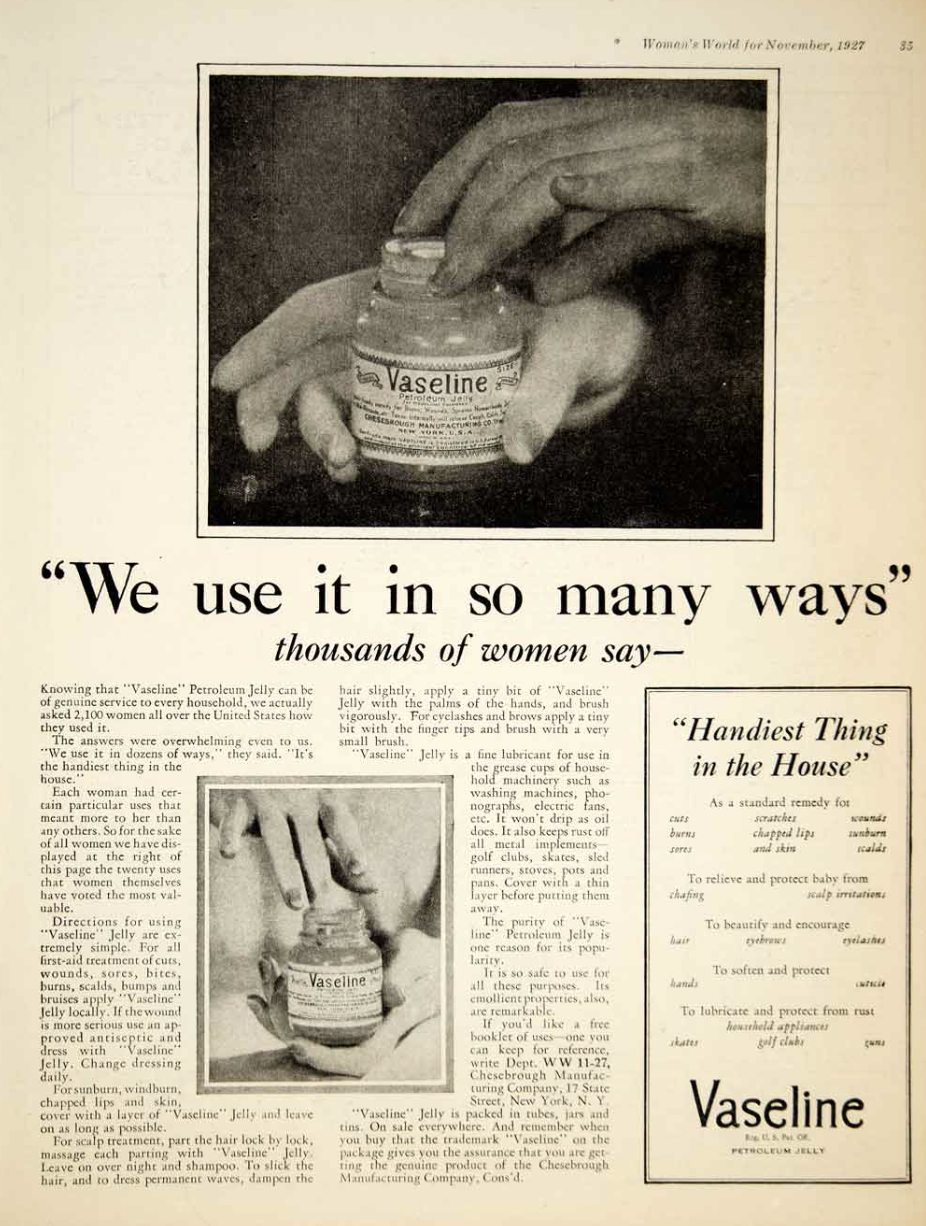 Women's World for November, 1927 35
Vaseline
Petroleum Jelly
CHESEBROUGH MANUFACTURING CO.
NEW YORK, U.S.A.
“We use it in so many ways”
thousands of women say—
Knowing that "Vaseline" Petroleum Jelly can be
of genuine service to every household, we actually
asked 2,100 women all over the United States how
they used it.
The answers were overwhelming even to us.
"We use it in dozens of ways," they said. "It's
the handiest thing in the
house."
Each woman had cer-
tain particular uses that
meant more to her than
any others. So for the sake
of all women we have dis-
played at the right of
this page the twenty uses
that women themselves
have voted the most val-
uable.
Directions for using
"Vaseline" Jelly are ex-
tremely simple. For all
first-aid treatment of cuts,
wounds, sores, bites,
burns, scalds, bumps and
bruises apply "Vaseline"
Jelly locally. If the wound
is more serious use an ap-
proved antiseptic and
dress with "Vaseline"
Jelly. Change dressing
daily.
For sunburn, windburn,
chapped lips and skin,
cover with a layer of "Vaseline" Jelly and leave
on as long as possible.
For scalp treatment, part the hair lock by lock,
massage each parting with "Vaseline" Jelly.
Leave on over night and shampoo. To slick the
hair, and to dress permanent waves, dampen the
hair slightly, apply a tiny bit of "Vaseline"
Jelly with the palms of the hands, and brush
vigorously. For eyelashes and brows apply a tiny
bit with the finger tips and brush with a very
small brush.
"Vaseline" Jelly is a fine lubricant for use in
the grease cups of house-
hold machinery such as
washing machines, pho-
nographs, electric fans,
etc. It won't drip as oil
does. It also keeps rust off
all metal implements—
golf clubs, skates, sled
runners, stoves, pots and
pans. Cover with a thin
layer before putting them
away.
The purity of "Vase-
line" Petroleum Jelly is
one reason for its popu-
larity.
It is so safe to use for
all these purposes. Its
emollient properties, also,
are remarkable.
If you'd like a free
booklet of uses—one you
can keep for reference,
write Dept. WW 11-27,
Chesebrough Manufac-
turing Company, 17 State
Street, New York, N. Y.
"Vaseline" Jelly is packed in tubes, jars and
tins. On sale everywhere. And remember when
you buy that the trademark "Vaseline" on the
package gives you the assurance that you are get-
ting the genuine product of the Chesebrough
Manufacturing Company, Cons'd.
Vaseline
“Handiest Thing
in the House”
As a standard remedy for
cuts scratches wounds
burns chapped lips sunburn
sores and skin scalds
To relieve and protect baby from
chafing scalp irritations
To beautify and encourage
hair eyebrows eyelashes
To soften and protect
hands cuticle
To lubricate and protect from rust
household appliances
skates golf clubs guns
Vaseline
Reg. U. S. Pat. Off.
PETROLEUM JELLY